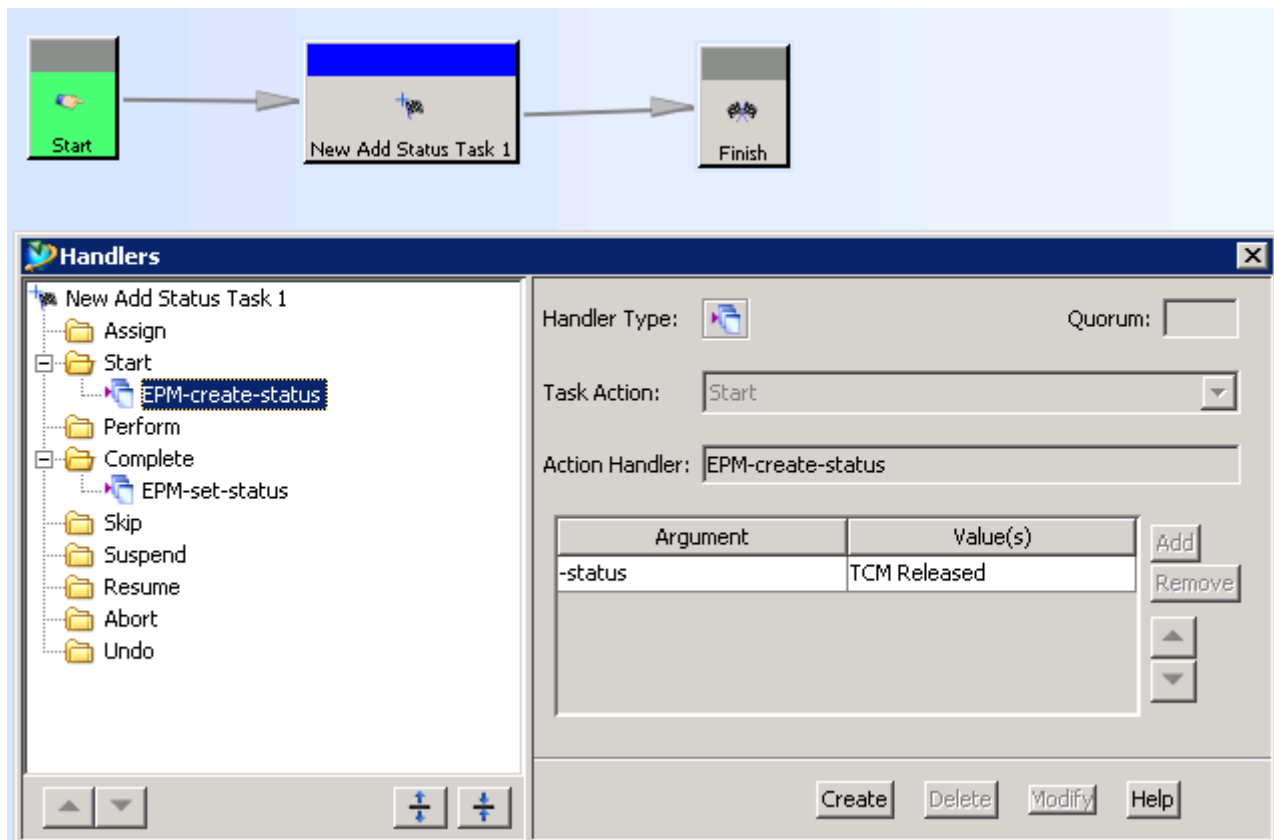 Start
New Add Status Task 1
Finish
Handlers
New Add Status Task 1
Assign
Start
EPM-create-status
Perform
Complete
EPM-set-status
Skip
Suspend
Resume
Abort
Undo
Handler Type:
Quorum:
Task Action:
Start
Action Handler:
EPM-create-status
Argument
Value(s)
-status
TCM Released
Add
Remove
Create
Delete
Modify
Help